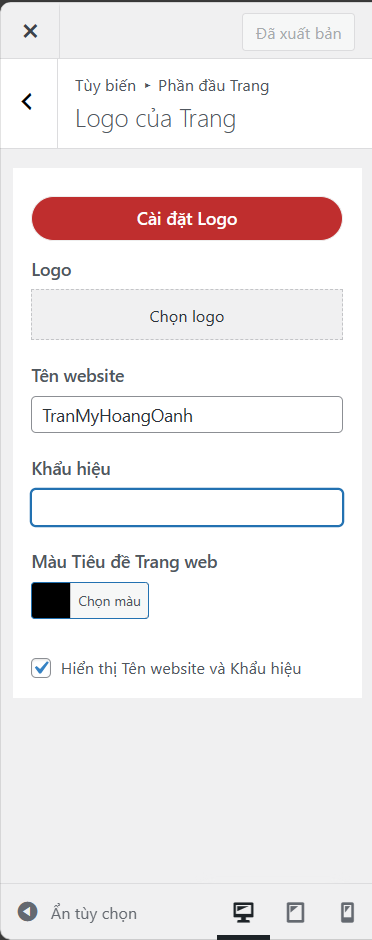 Đã xuất bản
Tùy biến ▸ Phần đầu Trang
Logo của Trang
Cài đặt Logo
Logo
Chọn logo
Tên website
TranMyHoangOanh
Khẩu hiệu
Màu Tiêu đề Trang web
Chọn màu
Hiển thị Tên website và Khẩu hiệu
Ẩn tùy chọn